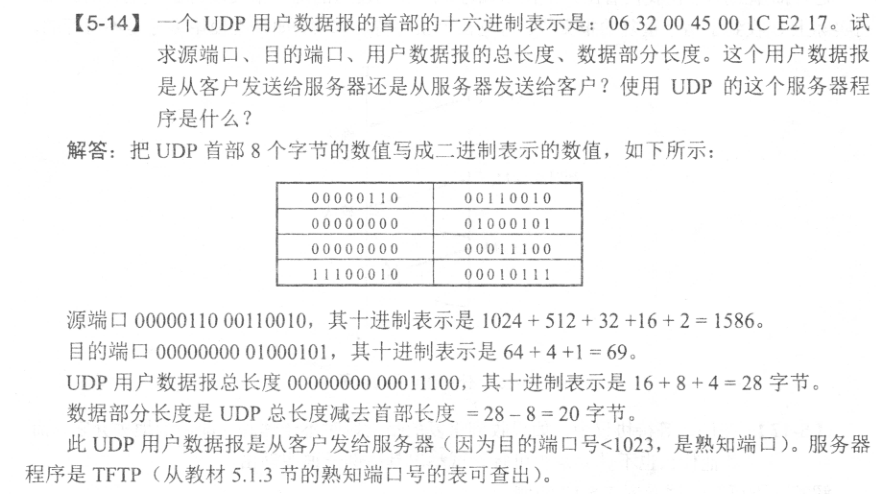 【5-14】 一个 UDP 用户数据报的首部的十六进制表示是：06 32 00 45 00 1C E2 17。试
求源端口、目的端口、用户数据报的总长度、数据部分长度。这个用户数据报
是从客户发送给服务器还是从服务器发送给客户？使用 UDP 的这个服务器程
序是什么？
解答：把 UDP 首部 8 个字节的数值写成二进制表示的数值，如下所示：
00000110 00110010
00000000 01000101
00000000 00011100
11100010 00010111
源端口 00000110 00110010，其十进制表示是 1024 + 512 + 32 +16 + 2 = 1586。
目的端口 00000000 01000101，其十进制表示是 64 + 4 +1 = 69。
UDP 用户数据报总长度 00000000 00011100，其十进制表示是 16 + 8 + 4 = 28 字节。
数据部分长度是 UDP 总长度减去首部长度 = 28 – 8 = 20 字节。
此 UDP 用户数据报是从客户发给服务器（因为目的端口号<1023，是熟知端口）。服务器
程序是 TFTP（从教材 5.1.3 节的熟知端口号的表可查出）。